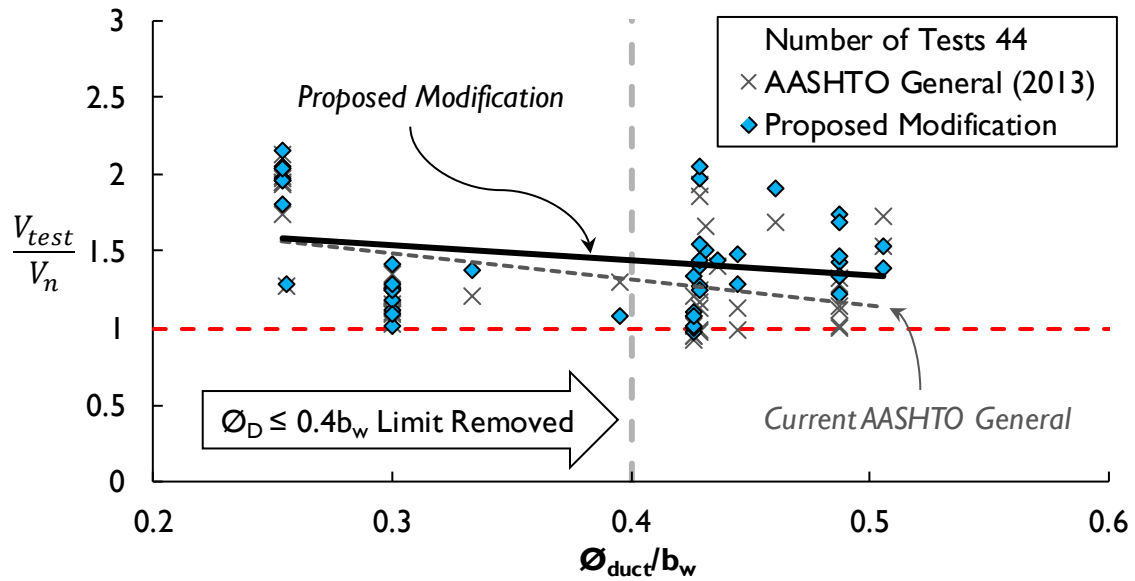 3
Number of Tests 44
AASHTO General (2013)
Proposed Modification
2.5
Proposed Modification
2
V_test
V_n
1.5
1
Ø_D ≤ 0.4b_w Limit Removed
0.5
Current AASHTO General
0
0.2 0.3 0.4 0.5 0.6
Ø_duct/b_w